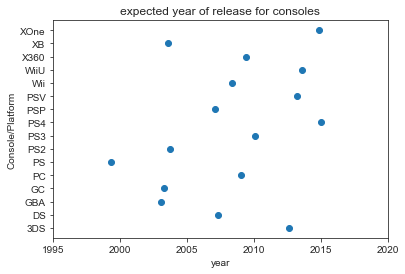 expected year of release for consoles
Console/Platform
XOne
XB
X360
WiiU
Wii
PSV
PSP
PS4
PS3
PS2
PS
PC
GC
GBA
DS
3DS
1995 2000 2005 2010 2015 2020
year